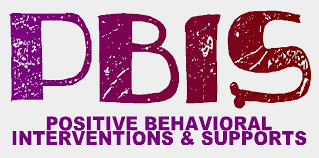 PBIS
POSITIVE BEHAVIORAL
INTERVENTIONS & SUPPORTS